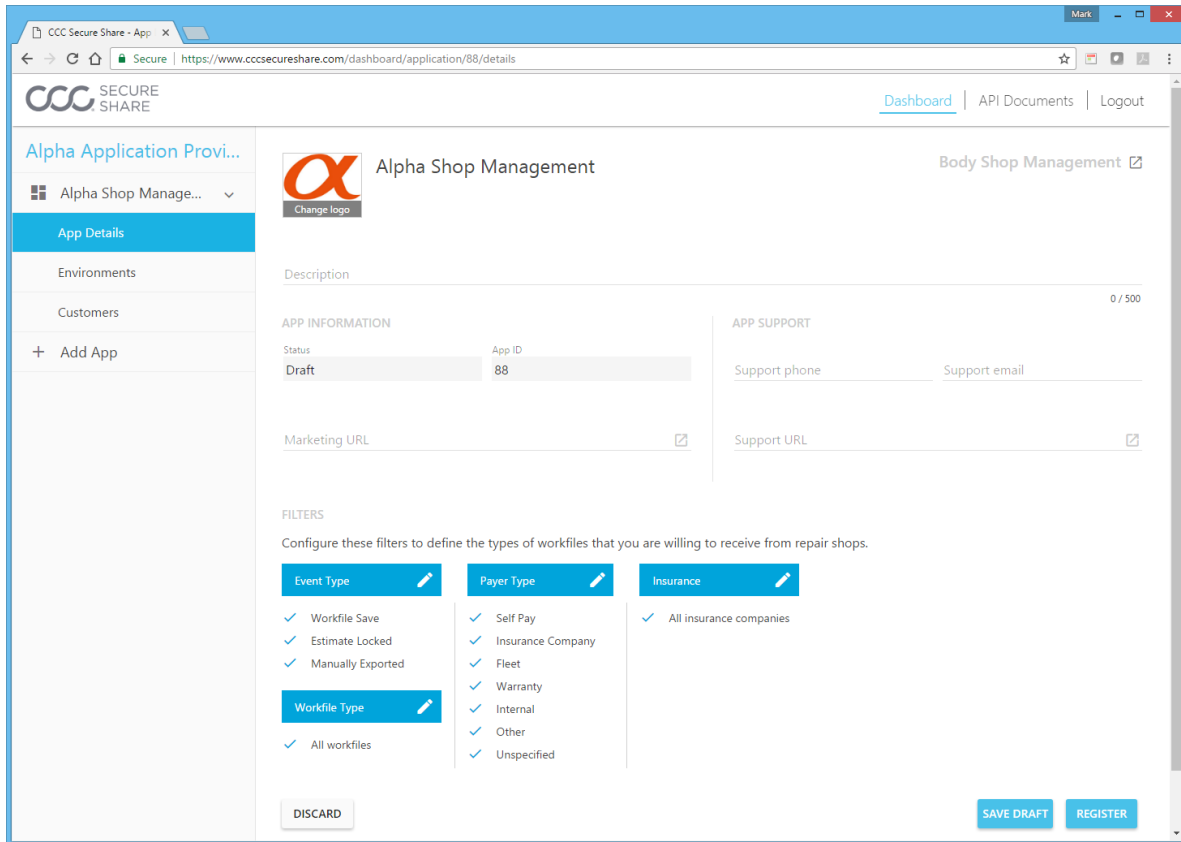 Mark
CCC Secure Share - App
Secure | https://www.cccsecureshare.com/dashboard/application/88/details
CCC SECURE SHARE
Dashboard | API Documents | Logout
Alpha Application Provi...
Alpha Shop Manage...
App Details
Environments
Customers
+ Add App
α
Change logo
Alpha Shop Management
Body Shop Management
Description
0 / 500
APP INFORMATION
Status
App ID
Draft
88
Marketing URL
APP SUPPORT
Support phone
Support email
Support URL
FILTERS
Configure these filters to define the types of workfiles that you are willing to receive from repair shops.
Event Type
Workfile Save
Estimate Locked
Manually Exported
Workfile Type
All workfiles
Payer Type
Self Pay
Insurance Company
Fleet
Warranty
Internal
Other
Unspecified
Insurance
All insurance companies
DISCARD
SAVE DRAFT
REGISTER